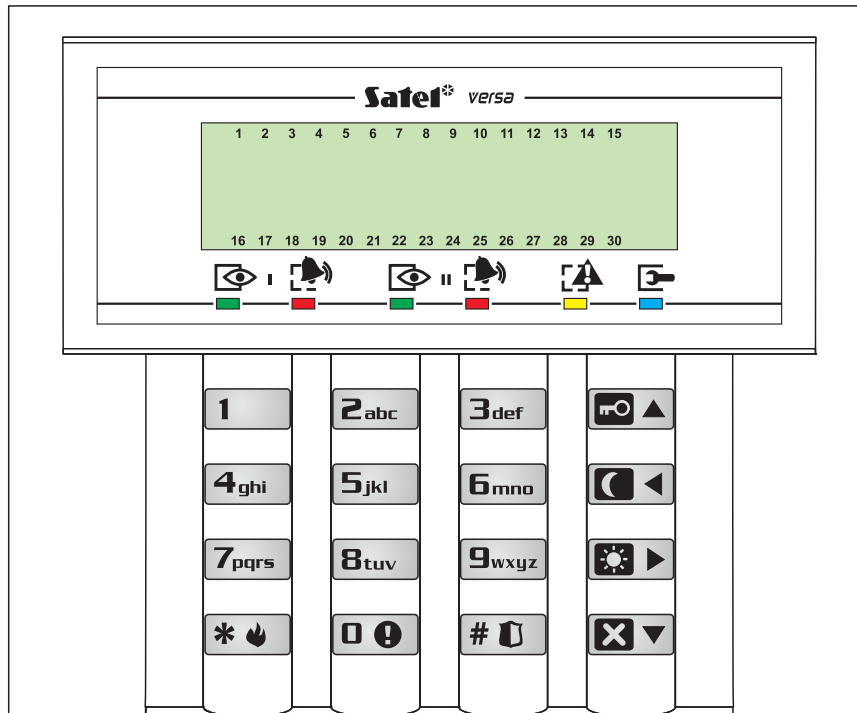 Satel* versa
1 2 3 4 5 6 7 8 9 10 11 12 13 14 15
16 17 18 19 20 21 22 23 24 25 26 27 28 29 30
I II
1 2abc 3def
4ghi 5jkl 6mno
7pqrs 8tuv 9wxyz
* 0 #